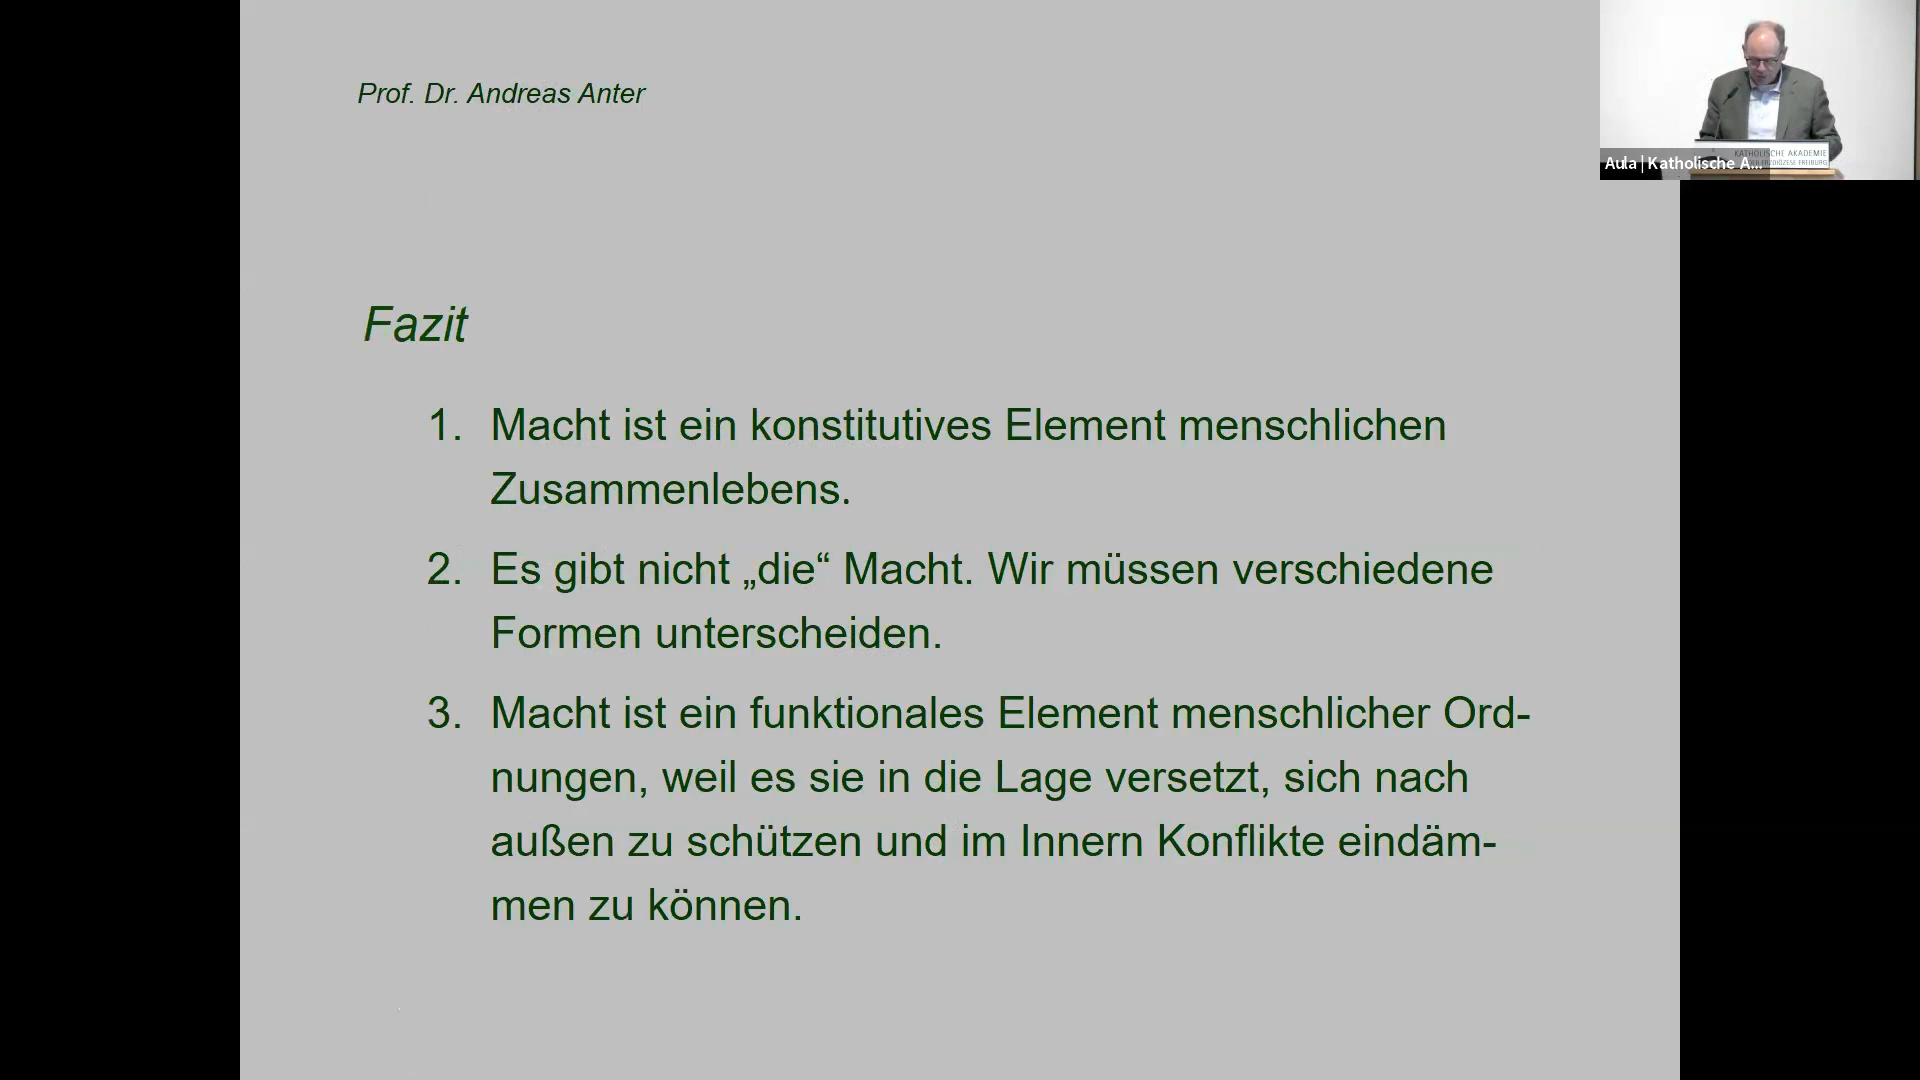 Prof. Dr. Andreas Anter
KATHOLISCHE AKADEMIE
Aula | Katholische A...
Fazit
1. Macht ist ein konstitutives Element menschlichen
Zusammenlebens.
2. Es gibt nicht „die“ Macht. Wir müssen verschiedene
Formen unterscheiden.
3. Macht ist ein funktionales Element menschlicher Ord-
nungen, weil es sie in die Lage versetzt, sich nach
außen zu schützen und im Innern Konflikte eindäm-
men zu können.